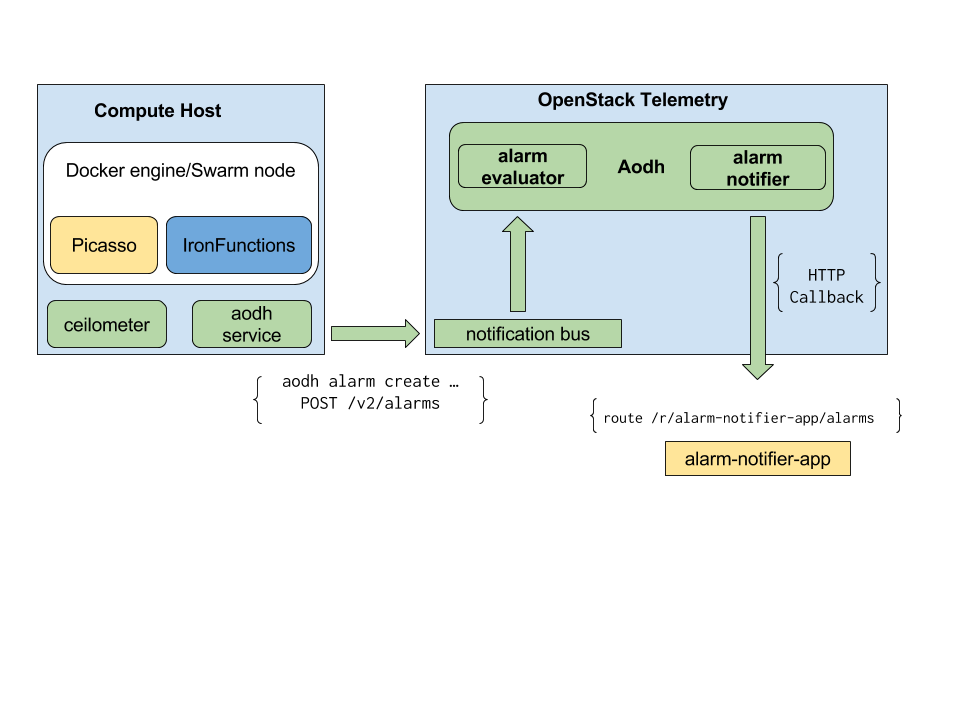 Compute Host
Docker engine/Swarm node
Picasso
IronFunctions
ceilometer
aodh
service
OpenStack Telemetry
alarm
evaluator
Aodh
alarm
notifier
notification bus
HTTP
Callback
aodh alarm create …
POST /v2/alarms
route /r/alarm-notifier-app/alarms
alarm-notifier-app